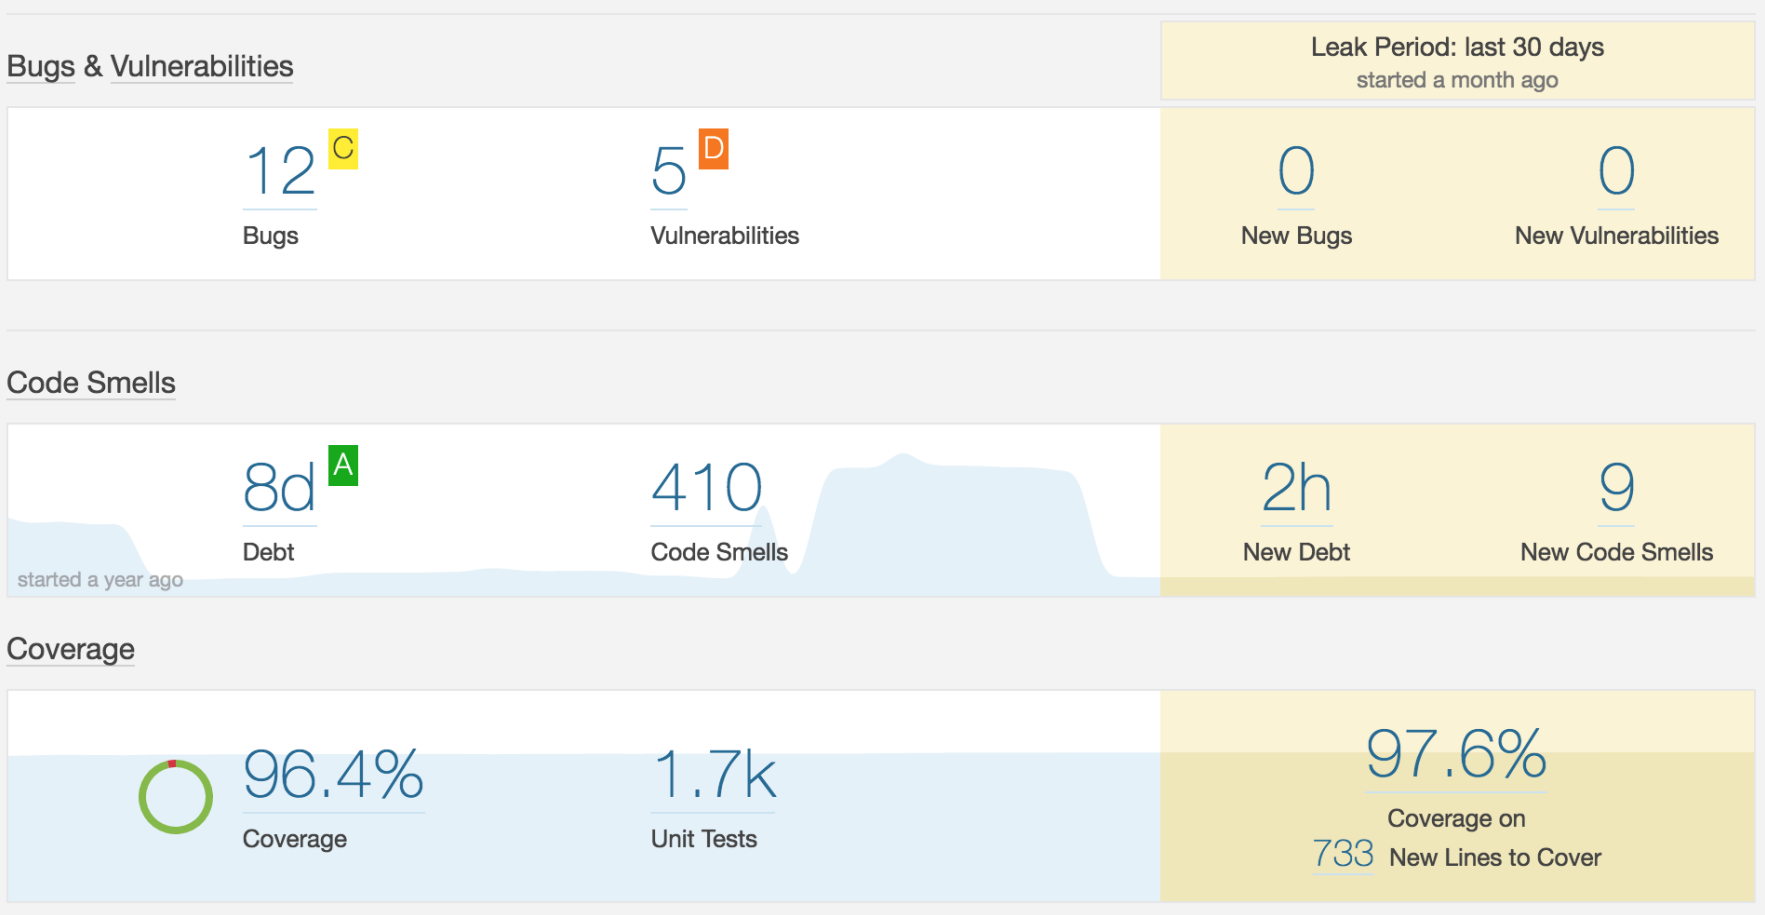 Bugs & Vulnerabilities
Leak Period: last 30 days
started a month ago
12 C
Bugs
5 D
Vulnerabilities
0
New Bugs
0
New Vulnerabilities
Code Smells
8d A
Debt
410
Code Smells
started a year ago
2h
New Debt
9
New Code Smells
Coverage
96.4%
Coverage
1.7k
Unit Tests
97.6%
Coverage on
733 New Lines to Cover